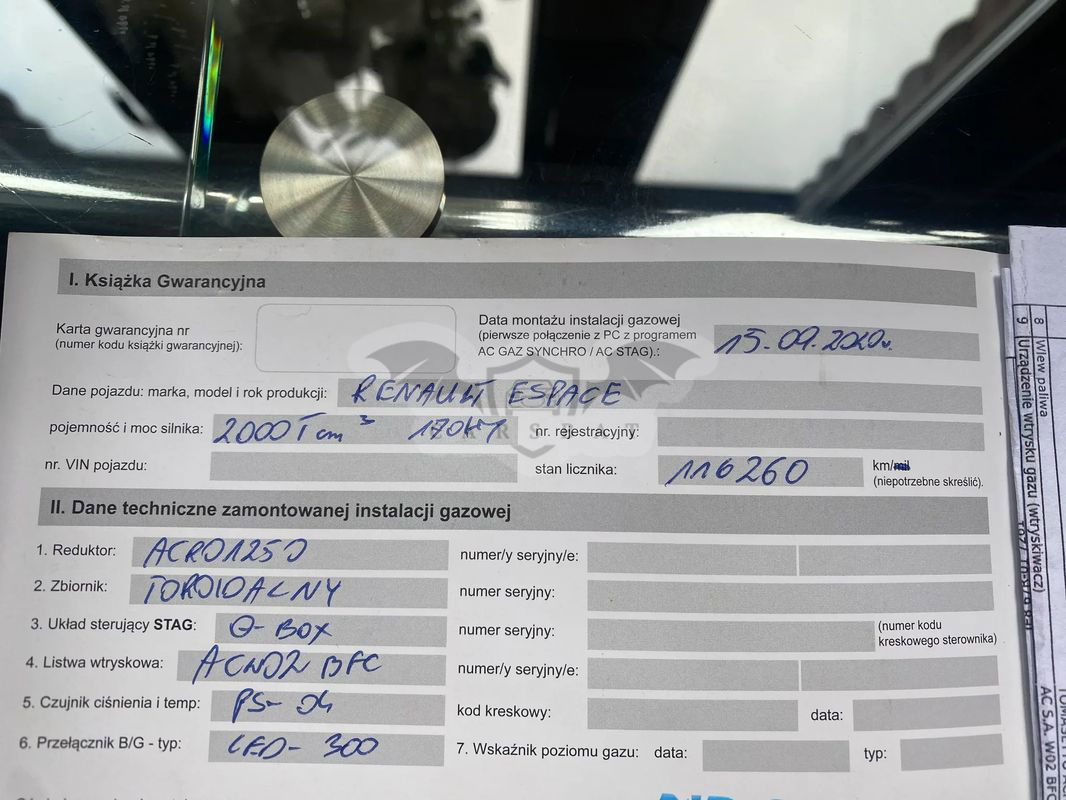 I. Książka Gwarancyjna
Karta gwarancyjna nr
(numer kodu książki gwarancyjnej):
Data montażu instalacji gazowej
(pierwsze połączenie z PC z programem
AC GAZ SYNCHRO / AC STAG).: 15.09.2020r.
Dane pojazdu: marka, model i rok produkcji: RENAULT ESPACE
pojemność i moc silnika: 2000T cm³ 170KM nr. rejestracyjny:
nr. VIN pojazdu: stan licznika: 116260 km/mil
(niepotrzebne skreślić).
II. Dane techniczne zamontowanej instalacji gazowej
1. Reduktor: ACR01250 numer/y seryjny/e:
2. Zbiornik: TOROIDALNY numer seryjny:
3. Układ sterujący STAG: Q-BOX numer seryjny: (numer kodu
kreskowego sterownika)
4. Listwa wtryskowa: ACW02 BFC numer/y seryjny/e:
5. Czujnik ciśnienia i temp: PS-04 kod kreskowy: data:
6. Przełącznik B/G - typ: LED-300 7. Wskaźnik poziomu gazu: data: typ:
8 Wlew paliwa
9 Urządzenie wtrysku gazu (wtryskiwacz)
AC S.A. W02 BFC